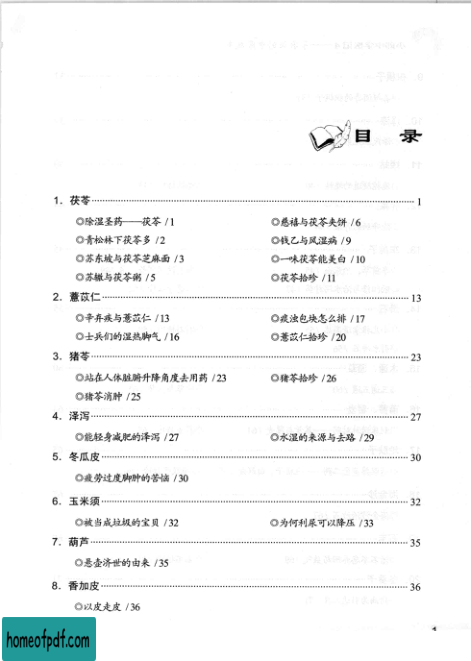 目 录
1. 茯苓 1
◎除湿圣药——茯苓 / 1 ◎慈禧与茯苓夹饼 / 6
◎青松林下茯苓多 / 2 ◎钱乙与风湿病 / 9
◎苏东坡与茯苓芝麻面 / 3 ◎一味茯苓能美白 / 10
◎苏辙与茯苓粥 / 5 ◎茯苓拾珍 / 11
2. 薏苡仁 13
◎辛弃疾与薏苡仁 / 13 ◎痰浊包块怎么排 / 17
◎士兵们的湿热脚气 / 16 ◎薏苡仁拾珍 / 20
3. 猪苓 23
◎站在人体脏腑升降角度去用药 / 23 ◎猪苓拾珍 / 26
◎猪苓消肿 / 25
4. 泽泻 27
◎能轻身减肥的泽泻 / 27 ◎水湿的来源与去路 / 29
5. 冬瓜皮 30
◎疲劳过度脚肿的苦恼 / 30
6. 玉米须 32
◎被当成垃圾的宝贝 / 32 ◎为何利尿可以降压 / 33
7. 葫芦 35
◎悬壶济世的由来 / 35
8. 香加皮 36
◎以皮走皮 / 36
homeofpdf.com